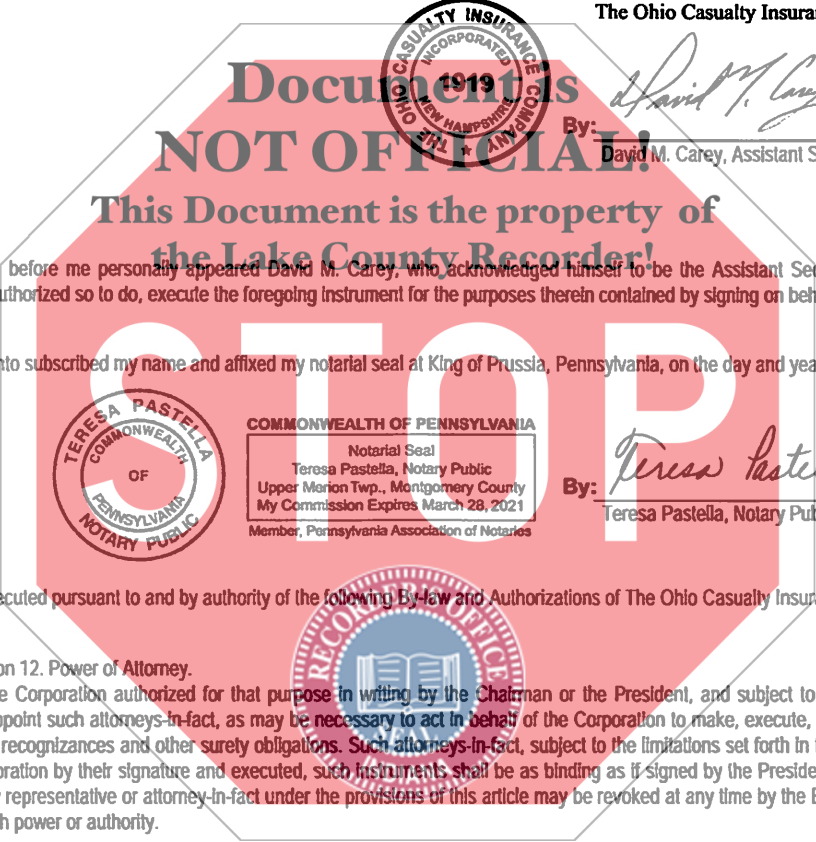 The Ohio Casualty Insuran
THE OHIO CASUALTY INSURANCE COMPANY
INCORPORATED
1919
NEW HAMPSHIRE
Document is
NOT OFFICIAL!
This Document is the property of
the Lake County Recorder!
By: David M. Carey
David M. Carey, Assistant S
before me personally appeared David M. Carey, who acknowledged himself to be the Assistant Sec
uthorized so to do, execute the foregoing instrument for the purposes therein contained by signing on beh
STOP
nto subscribed my name and affixed my notarial seal at King of Prussia, Pennsylvania, on the day and yea
TERESA PASTELLA
COMMONWEALTH
OF
PENNSYLVANIA
NOTARY PUBLIC
COMMONWEALTH OF PENNSYLVANIA
Notarial Seal
Teresa Pastella, Notary Public
Upper Merion Twp., Montgomery County
My Commission Expires March 28, 2021
Member, Pennsylvania Association of Notaries
By: Teresa Paste
Teresa Pastella, Notary Pub
ecuted pursuant to and by authority of the following By-law and Authorizations of The Ohio Casualty Insura
RECORDER'S OFFICE
SEAL
INDIANA
on 12. Power of Attorney.
e Corporation authorized for that purpose in writing by the Chairman or the President, and subject to
ppoint such attorneys-in-fact, as may be necessary to act in behalf of the Corporation to make, execute,
recognizances and other surety obligations. Such attorneys-in-fact, subject to the limitations set forth in
oration by their signature and executed, such instruments shall be as binding as if signed by the Preside
representative or attorney-in-fact under the provisions of this article may be revoked at any time by the B
h power or authority.